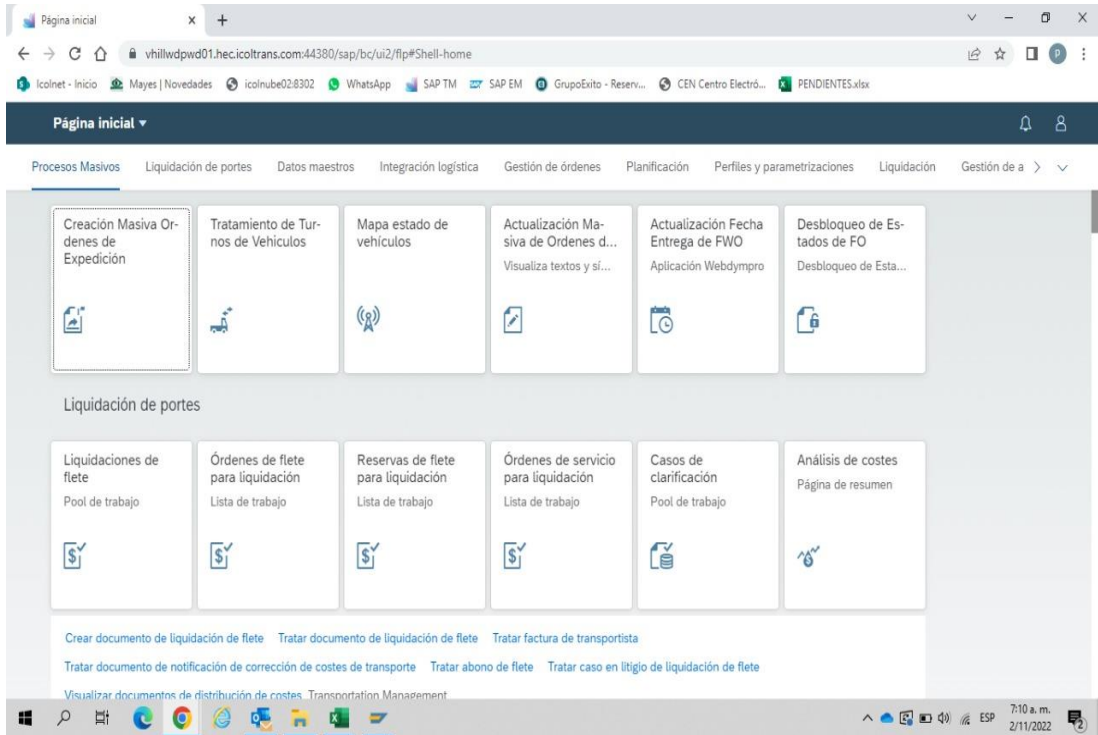 Página inicial
vhillwdpwd01.hec.icoltrans.com:44380/sap/bc/ui2/flp#Shell-home
P
Icolnet - Inicio Mayes | Novedades icolnube02:8302 WhatsApp SAP TM SAP EM GrupoExito - Reserv... CEN Centro Electró... PENDIENTES.xlsx
Página inicial
Procesos Masivos Liquidación de portes Datos maestros Integración logística Gestión de órdenes Planificación Perfiles y parametrizaciones Liquidación Gestión de a
Creación Masiva Or-
denes de
Expedición
Tratamiento de Tur-
nos de Vehiculos
Mapa estado de
vehículos
Actualización Ma-
siva de Ordenes d...
Visualiza textos y sí...
Actualización Fecha
Entrega de FWO
Aplicación Webdympro
Desbloqueo de Es-
tados de FO
Desbloqueo de Esta...
Liquidación de portes
Liquidaciones de
flete
Pool de trabajo
Órdenes de flete
para liquidación
Lista de trabajo
Reservas de flete
para liquidación
Lista de trabajo
Órdenes de servicio
para liquidación
Lista de trabajo
Casos de
clarificación
Pool de trabajo
Análisis de costes
Página de resumen
Crear documento de liquidación de flete Tratar documento de liquidación de flete Tratar factura de transportista
Tratar documento de notificación de corrección de costes de transporte Tratar abono de flete Tratar caso en litigio de liquidación de flete
Visualizar documentos de distribución de costes Transportation Management
ESP
7:10 a. m.
2/11/2022
2